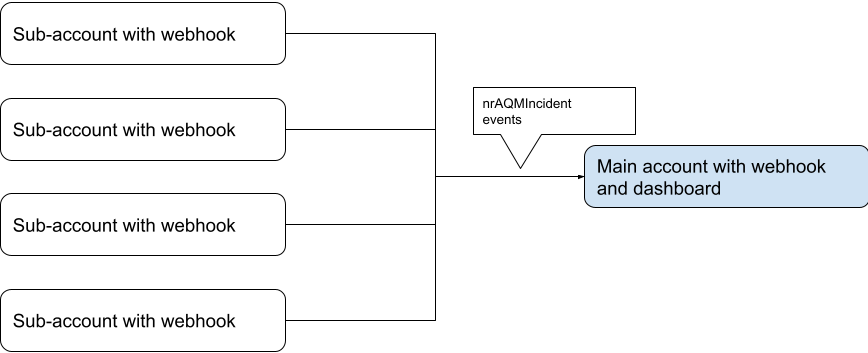 Sub-account with webhook
Sub-account with webhook
Sub-account with webhook
Sub-account with webhook
nrAQMIncident
events
Main account with webhook
and dashboard